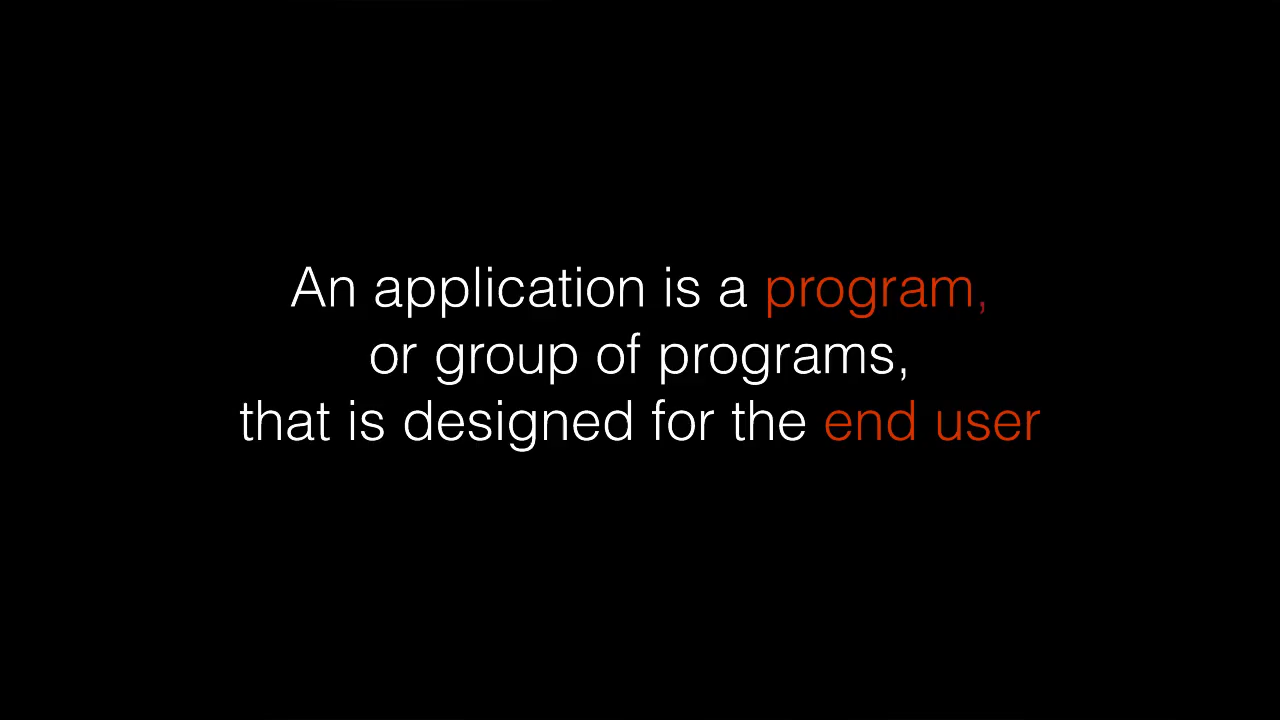 An application is a program,
or group of programs,
that is designed for the end user